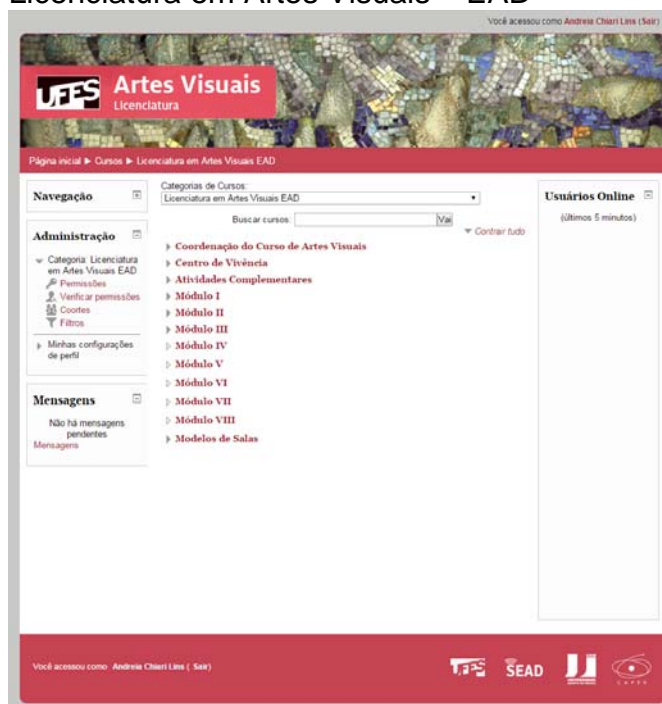 Licenciatura em Artes Visuais – EAD
Você acessou como Andreia Chiari Lins (Sair)
UFES
Artes Visuais
Licenciatura
Página inicial ► Cursos ► Licenciatura em Artes Visuais EAD
Navegação
Administração
Categoria: Licenciatura
em Artes Visuais EAD
Permissões
Verificar permissões
Coortes
Filtros
Minhas configurações
de perfil
Mensagens
Não há mensagens
pendentes
Mensagens
Categorias de Cursos:
Licenciatura em Artes Visuais EAD
Buscar cursos: Vai
Contrair tudo
Coordenação do Curso de Artes Visuais
Centro de Vivência
Atividades Complementares
Módulo I
Módulo II
Módulo III
Módulo IV
Módulo V
Módulo VI
Módulo VII
Módulo VIII
Modelos de Salas
Usuários Online
(últimos 5 minutos)
Você acessou como Andreia Chiari Lins ( Sair)
UFES
SEAD
CAPES